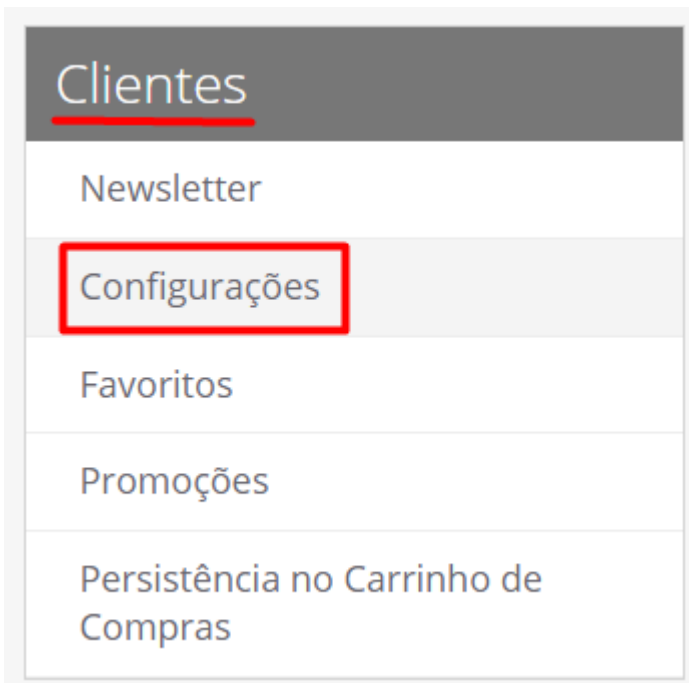 Clientes
Newsletter
Configurações
Favoritos
Promoções
Persistência no Carrinho de
Compras